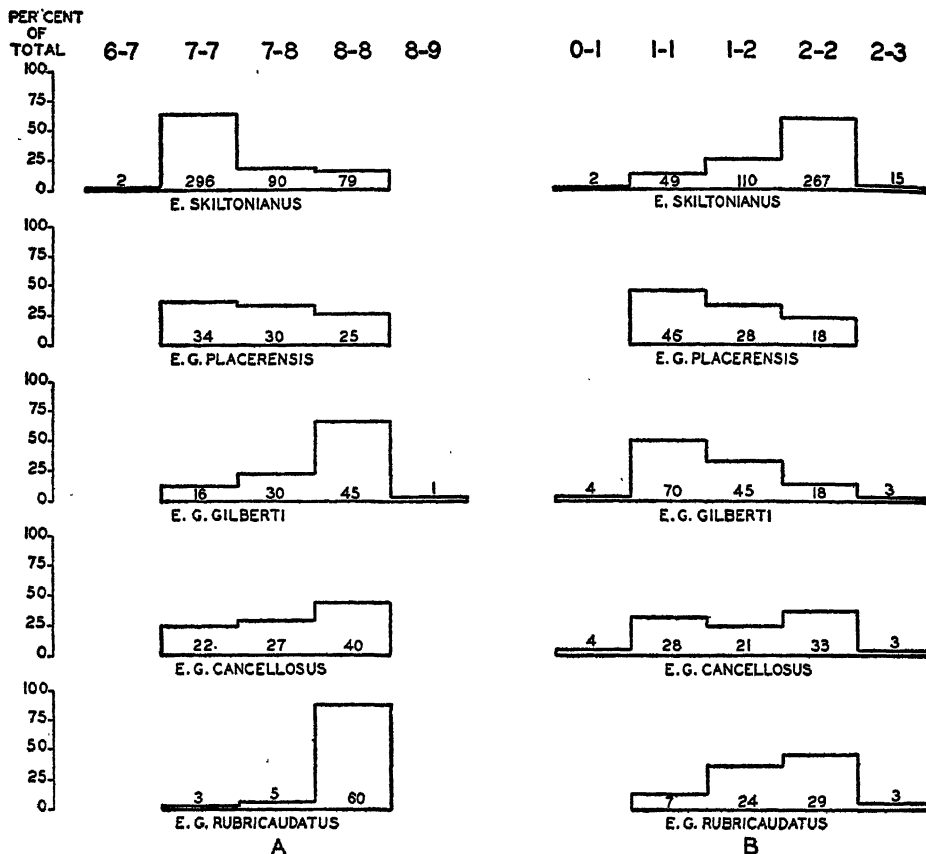 PER CENT
OF
TOTAL 6-7 7-7 7-8 8-8 8-9 0-1 1-1 1-2 2-2 2-3
100
75
50
25
0
2 296 90 79 2 49 110 267 15
E. SKILTONIANUS E. SKILTONIANUS
100
75
50
25
0
34 30 25 46 28 18
E. G. PLACERENSIS E. G. PLACERENSIS
100
75
50
25
0
16 30 45 1 4 70 45 18 3
E. G. GILBERTI E. G. GILBERTI
100
75
50
25
0
22 27 40 4 28 21 33 3
E. G. CANCELLOSUS E. G. CANCELLOSUS
100
75
50
25
0
3 5 60 7 24 29 3
E. G. RUBRICAUDATUS E. G. RUBRICAUDATUS
A B